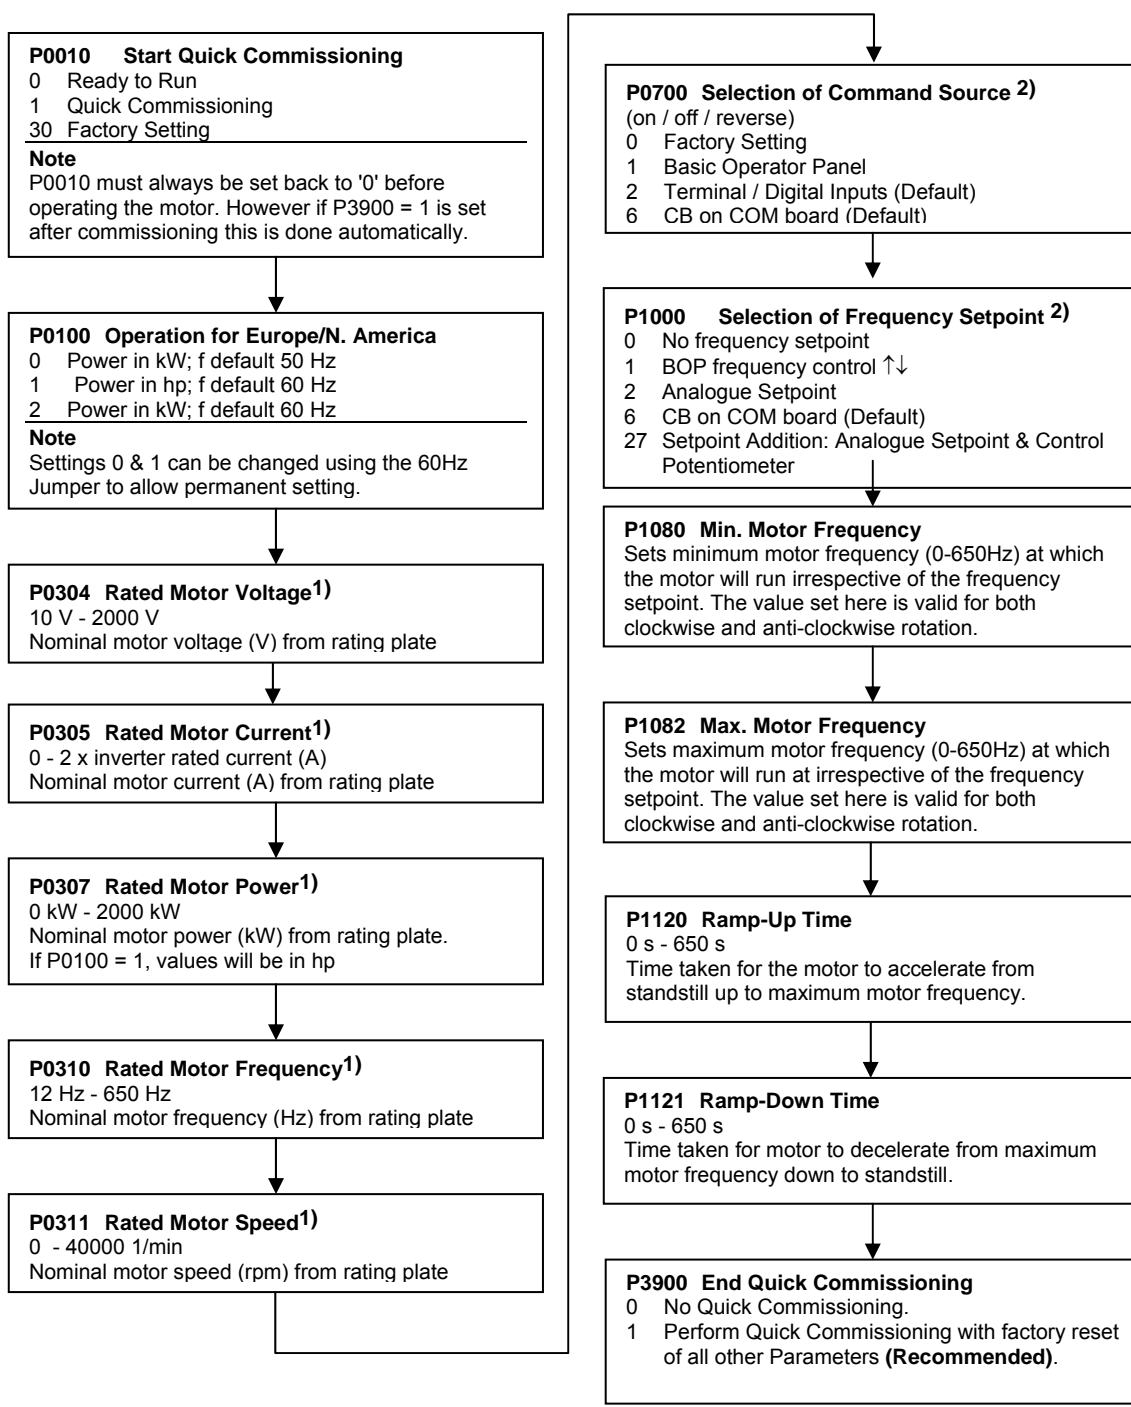 P0010 Start Quick Commissioning
0 Ready to Run
1 Quick Commissioning
30 Factory Setting
Note
P0010 must always be set back to '0' before
operating the motor. However if P3900 = 1 is set
after commissioning this is done automatically.
P0100 Operation for Europe/N. America
0 Power in kW; f default 50 Hz
1 Power in hp; f default 60 Hz
2 Power in kW; f default 60 Hz
Note
Settings 0 & 1 can be changed using the 60Hz
Jumper to allow permanent setting.
P0304 Rated Motor Voltage1)
10 V - 2000 V
Nominal motor voltage (V) from rating plate
P0305 Rated Motor Current1)
0 - 2 x inverter rated current (A)
Nominal motor current (A) from rating plate
P0307 Rated Motor Power1)
0 kW - 2000 kW
Nominal motor power (kW) from rating plate.
If P0100 = 1, values will be in hp
P0310 Rated Motor Frequency1)
12 Hz - 650 Hz
Nominal motor frequency (Hz) from rating plate
P0311 Rated Motor Speed1)
0 - 40000 1/min
Nominal motor speed (rpm) from rating plate
P0700 Selection of Command Source 2)
(on / off / reverse)
0 Factory Setting
1 Basic Operator Panel
2 Terminal / Digital Inputs (Default)
6 CB on COM board (Default)
P1000 Selection of Frequency Setpoint 2)
0 No frequency setpoint
1 BOP frequency control ↑↓
2 Analogue Setpoint
6 CB on COM board (Default)
27 Setpoint Addition: Analogue Setpoint & Control
Potentiometer
P1080 Min. Motor Frequency
Sets minimum motor frequency (0-650Hz) at which
the motor will run irrespective of the frequency
setpoint. The value set here is valid for both
clockwise and anti-clockwise rotation.
P1082 Max. Motor Frequency
Sets maximum motor frequency (0-650Hz) at which
the motor will run at irrespective of the frequency
setpoint. The value set here is valid for both
clockwise and anti-clockwise rotation.
P1120 Ramp-Up Time
0 s - 650 s
Time taken for the motor to accelerate from
standstill up to maximum motor frequency.
P1121 Ramp-Down Time
0 s - 650 s
Time taken for motor to decelerate from maximum
motor frequency down to standstill.
P3900 End Quick Commissioning
0 No Quick Commissioning.
1 Perform Quick Commissioning with factory reset
of all other Parameters (Recommended).